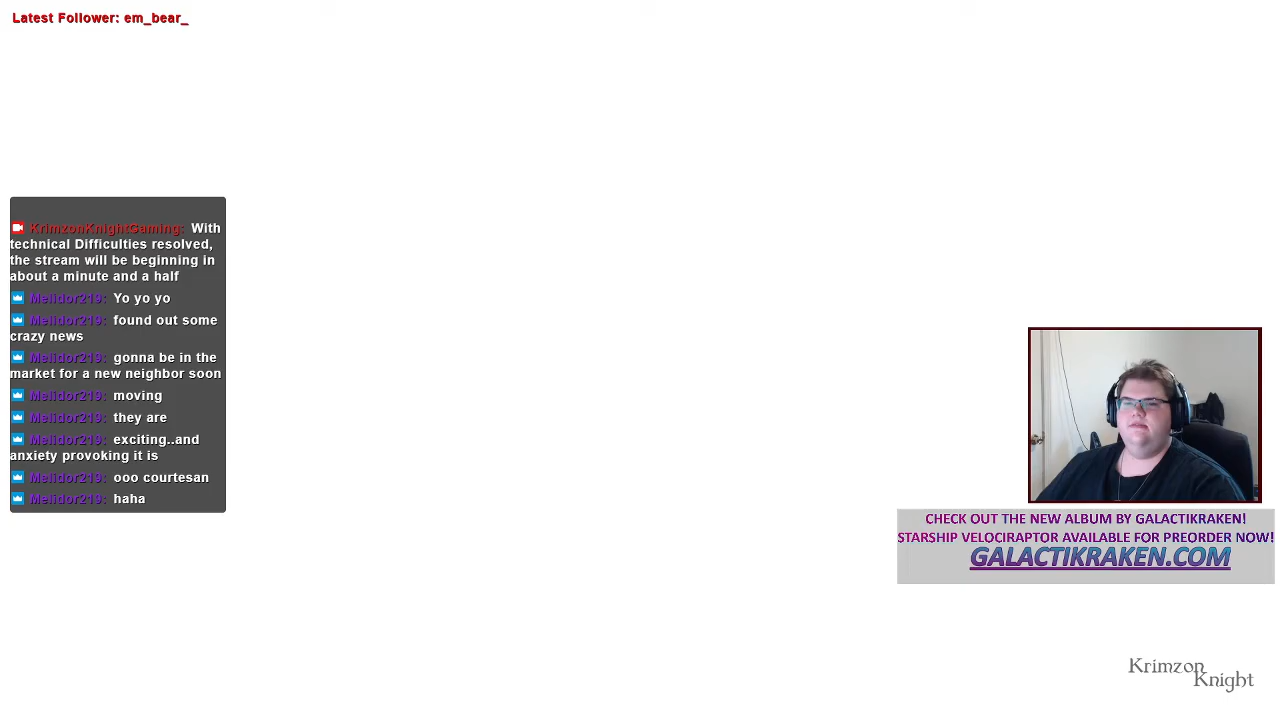 Latest Follower: em_bear_
KrimzonKnightGaming: With
technical Difficulties resolved,
the stream will be beginning in
about a minute and a half
Melidor219: Yo yo yo
Melidor219: found out some
crazy news
Melidor219: gonna be in the
market for a new neighbor soon
Melidor219: moving
Melidor219: they are
Melidor219: exciting..and
anxiety provoking it is
Melidor219: ooo courtesan
Melidor219: haha
CHECK OUT THE NEW ALBUM BY GALACTIKRAKEN!
STARSHIP VELOCIRAPTOR AVAILABLE FOR PREORDER NOW!
GALACTIKRAKEN.COM
Krimzon
Knight